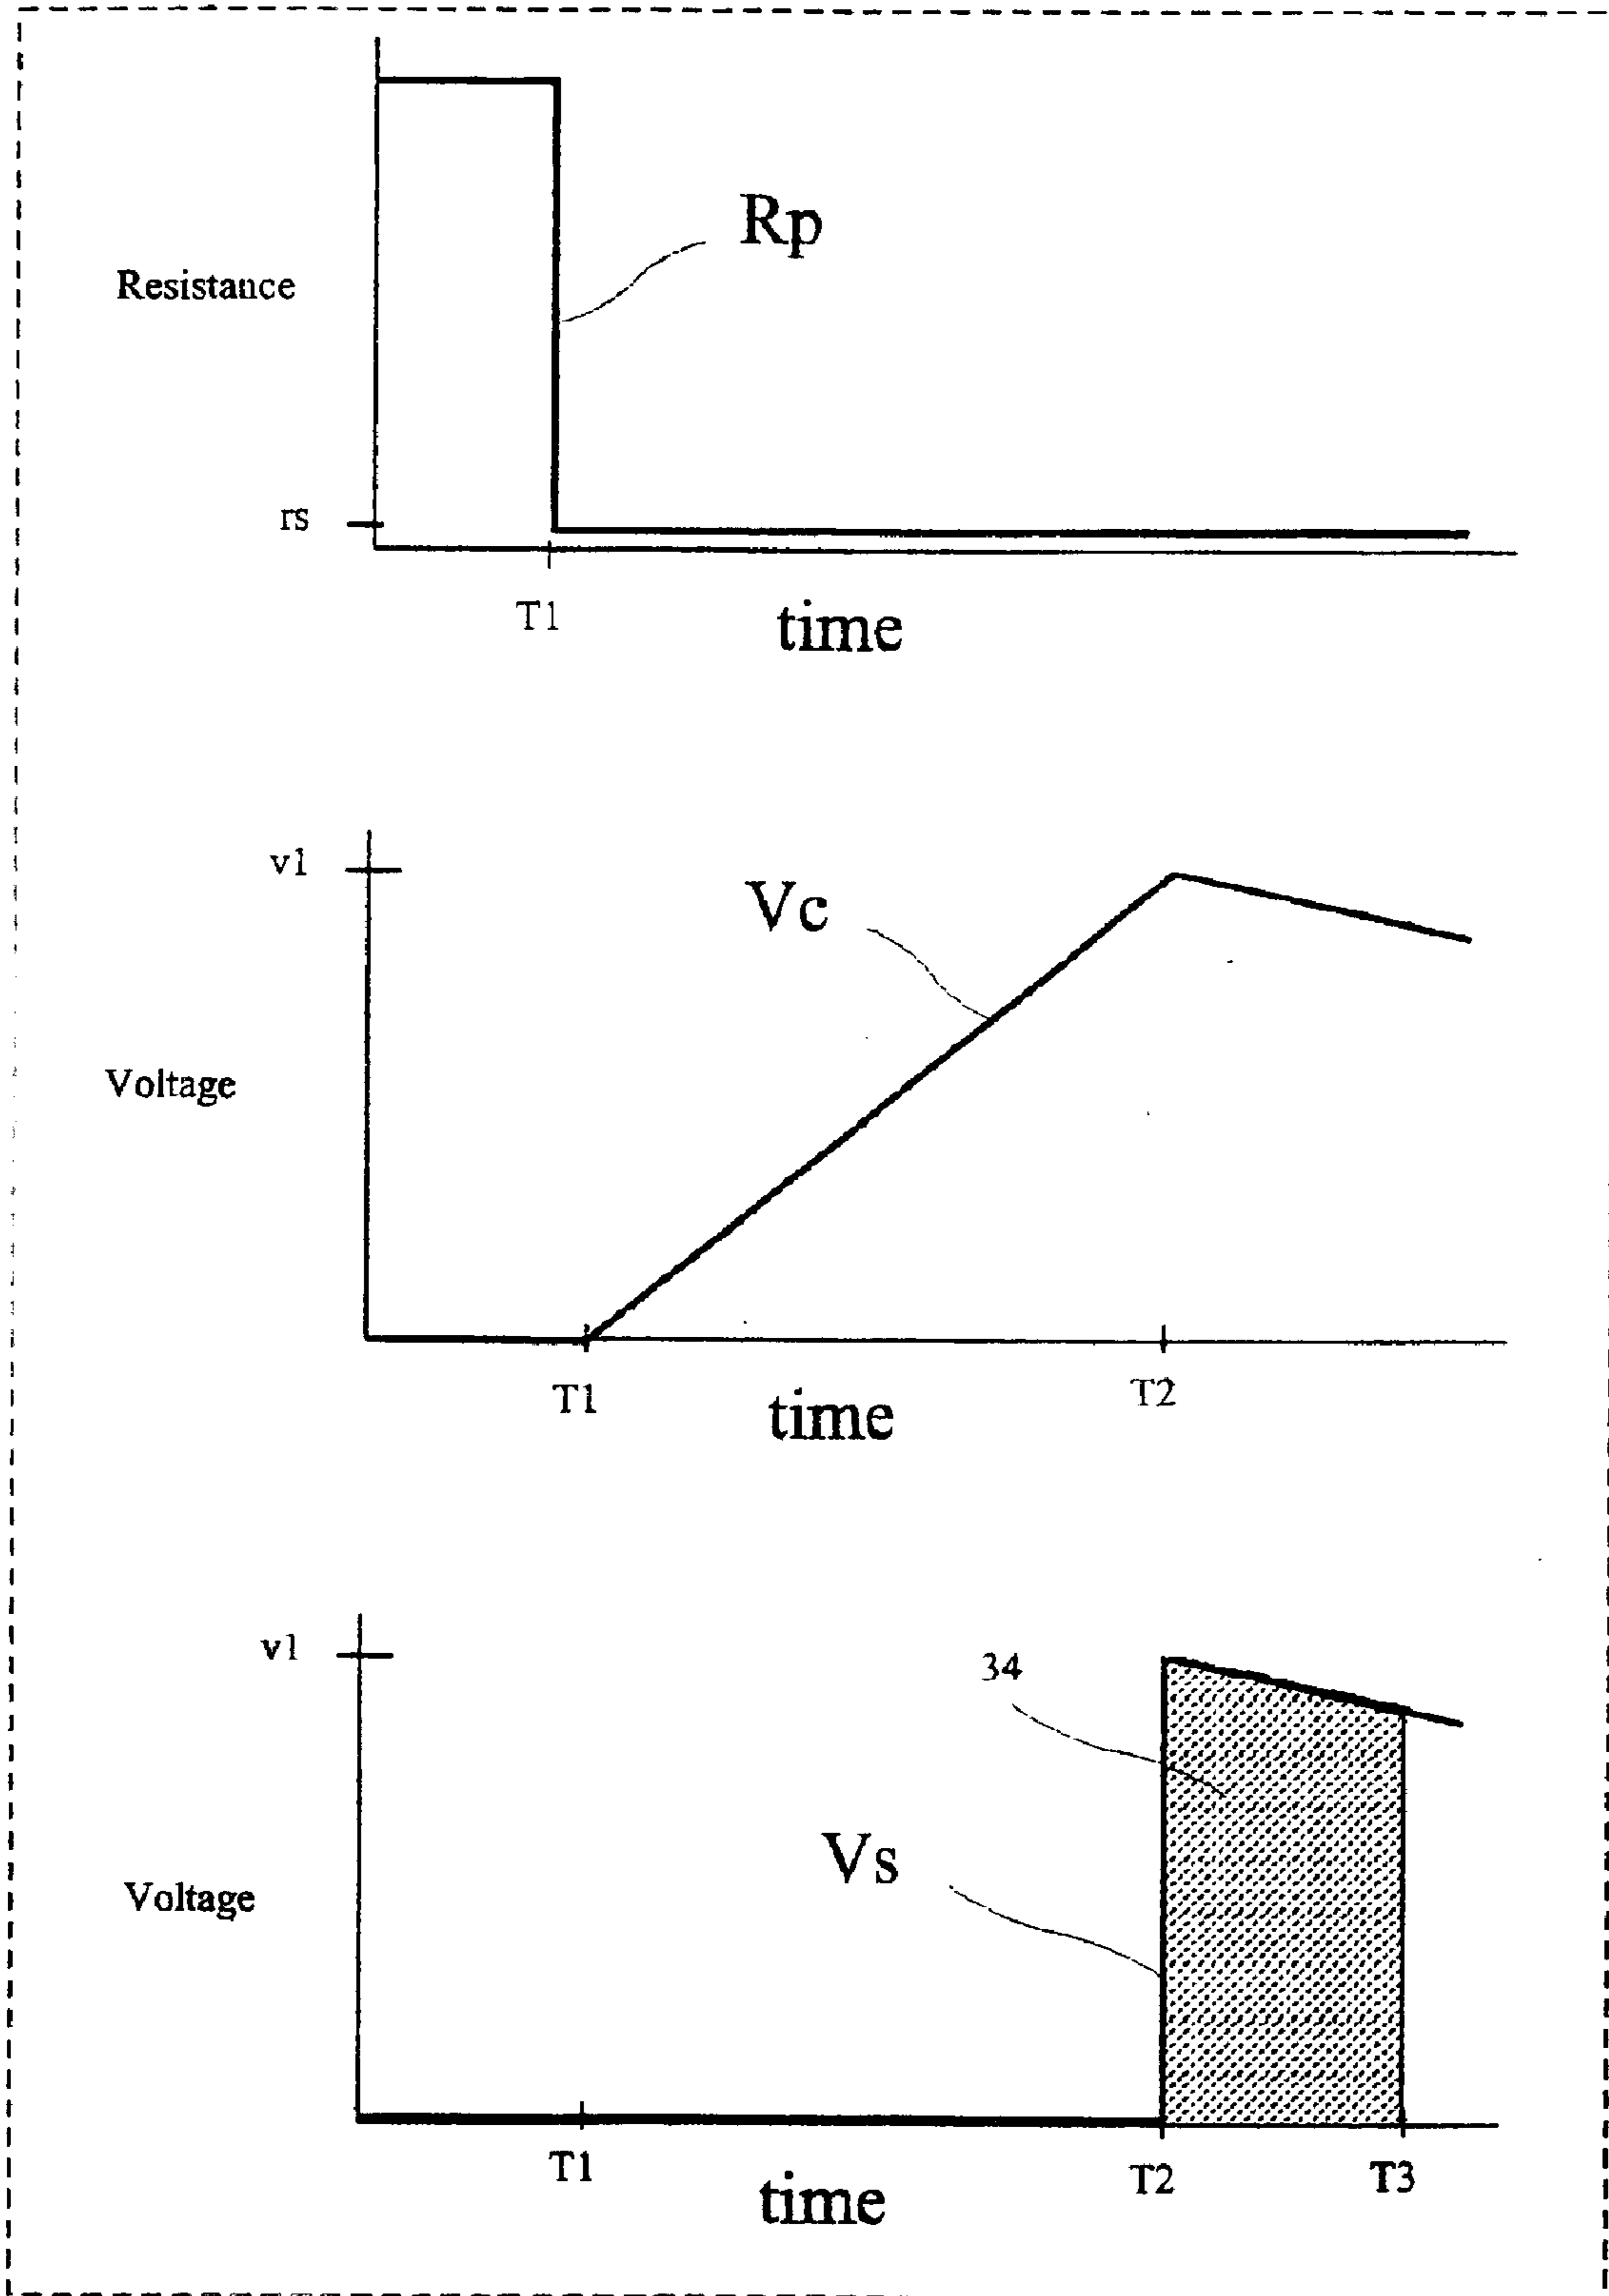 Rp
Resistance
rs
T1
time
v1
Vc
Voltage
T1
T2
time
v1
34
Vs
Voltage
T1
T2
T3
time